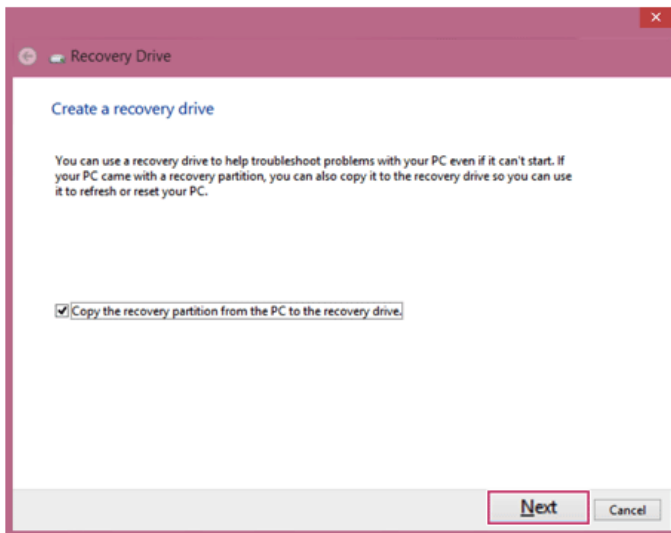 Recovery Drive
Create a recovery drive
You can use a recovery drive to help troubleshoot problems with your PC even if it can't start. If
your PC came with a recovery partition, you can also copy it to the recovery drive so you can use
it to refresh or reset your PC.
Copy the recovery partition from the PC to the recovery drive.
Next
Cancel